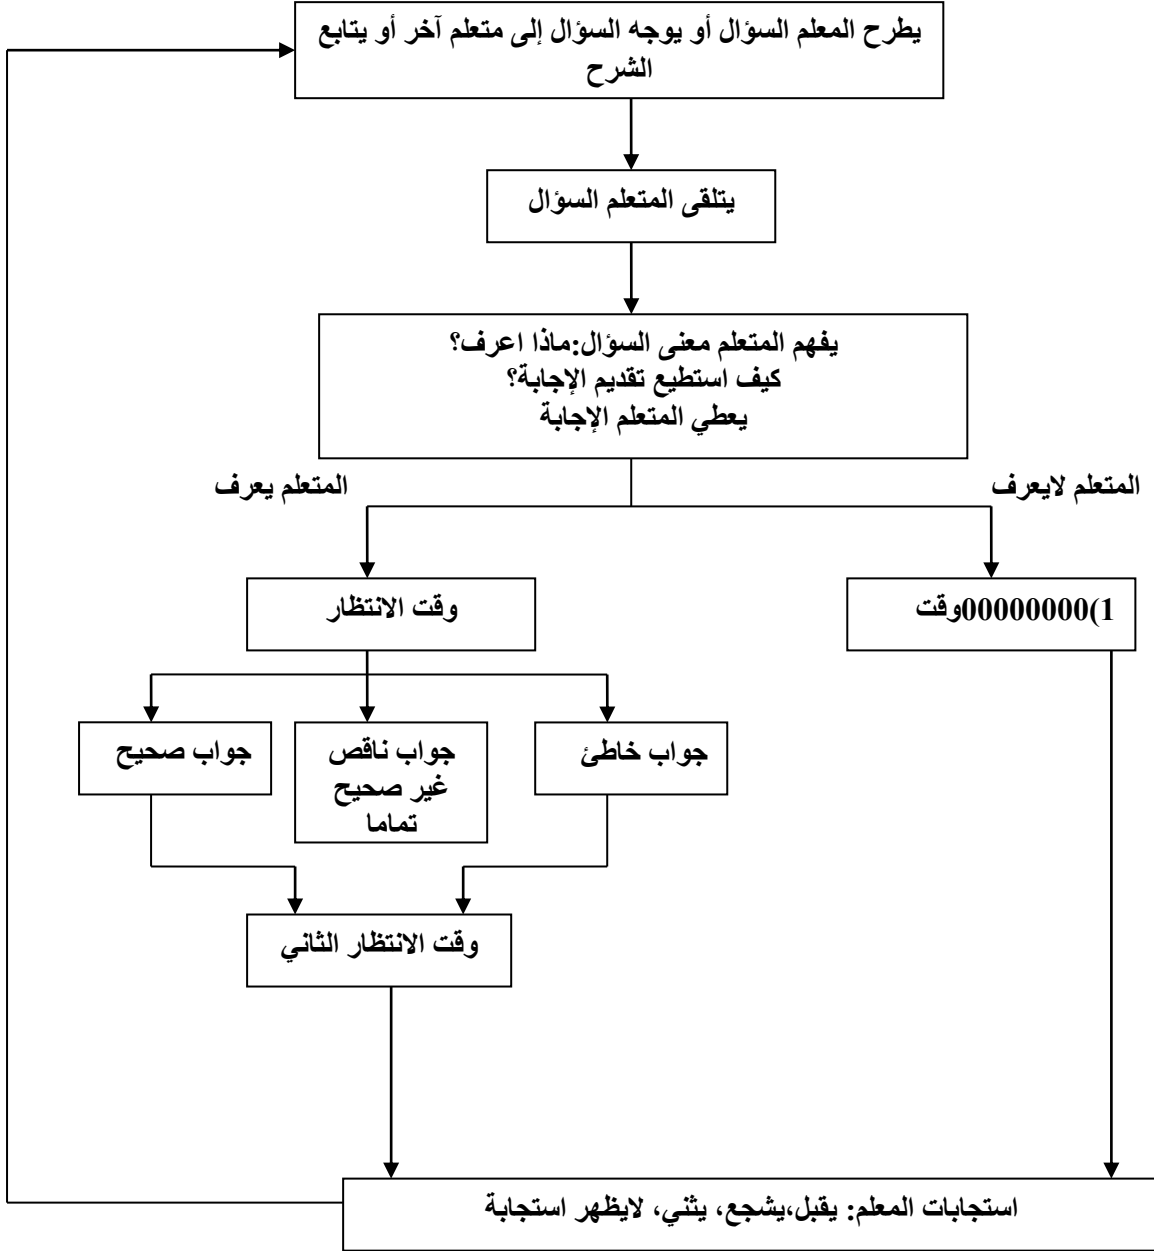 يطرح المعلم السؤال أو يوجه السؤال إلى متعلم آخر أو يتابع
الشرح
يتلقى المتعلم السؤال
يفهم المتعلم معنى السؤال:ماذا اعرف؟
كيف استطيع تقديم الإجابة؟
يعطي المتعلم الإجابة
المتعلم لايعرف
المتعلم يعرف
1)00000000وقت
وقت الانتظار
جواب خاطئ
جواب ناقص
غير صحيح
تماما
جواب صحيح
وقت الانتظار الثاني
استجابات المعلم: يقبل،يشجع، يثني، لايظهر استجابة